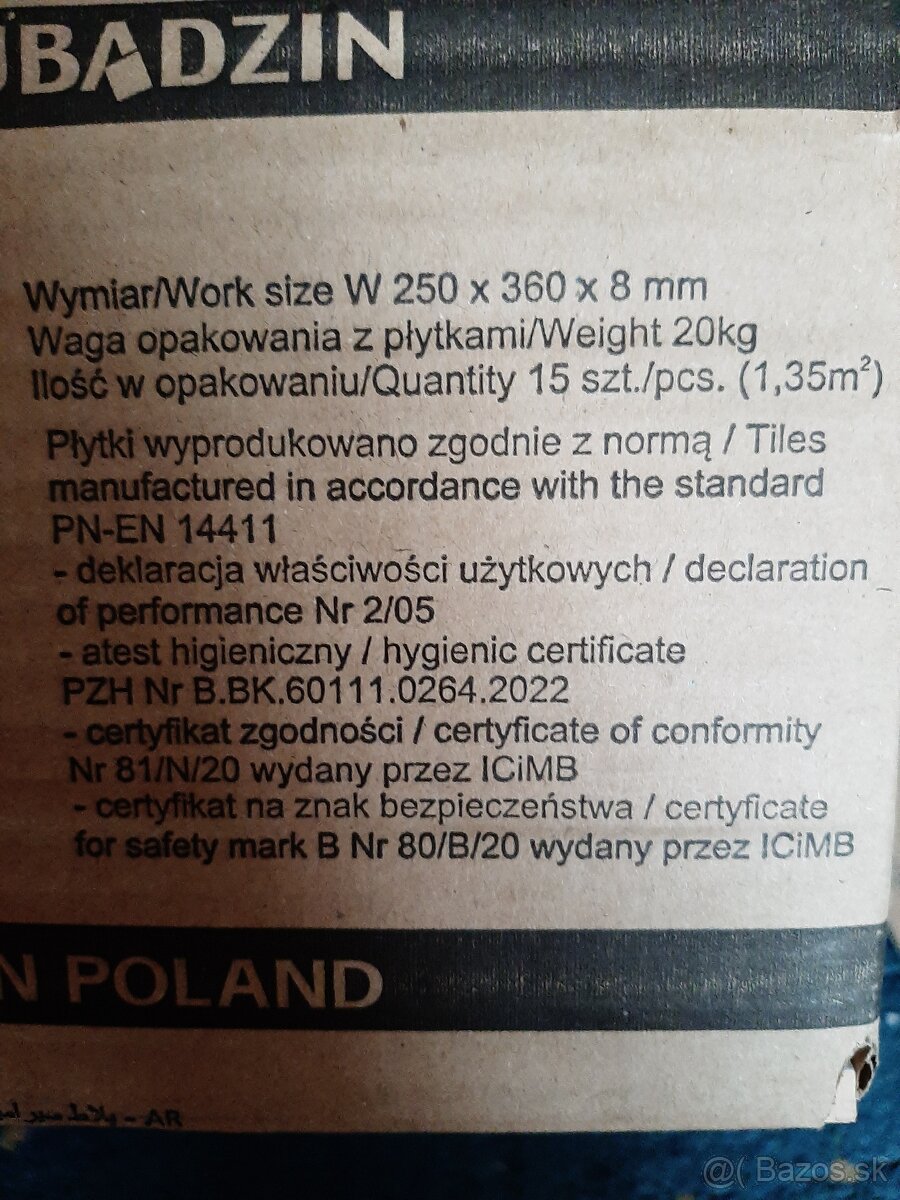 UBADZIN
Wymiar/Work size W 250 x 360 x 8 mm
Waga opakowania z płytkami/Weight 20kg
Ilość w opakowaniu/Quantity 15 szt./pcs. (1,35m²)
Płytki wyprodukowano zgodnie z normą / Tiles
manufactured in accordance with the standard
PN-EN 14411
- deklaracja właściwości użytkowych / declaration
of performance Nr 2/05
- atest higieniczny / hygienic certificate
PZH Nr B.BK.60111.0264.2022
- certyfikat zgodności / certyficate of conformity
Nr 81/N/20 wydany przez ICiMB
- certyfikat na znak bezpieczeństwa / certyficate
for safety mark B Nr 80/B/20 wydany przez ICiMB
N POLAND
- AR
@( Bazos.sk